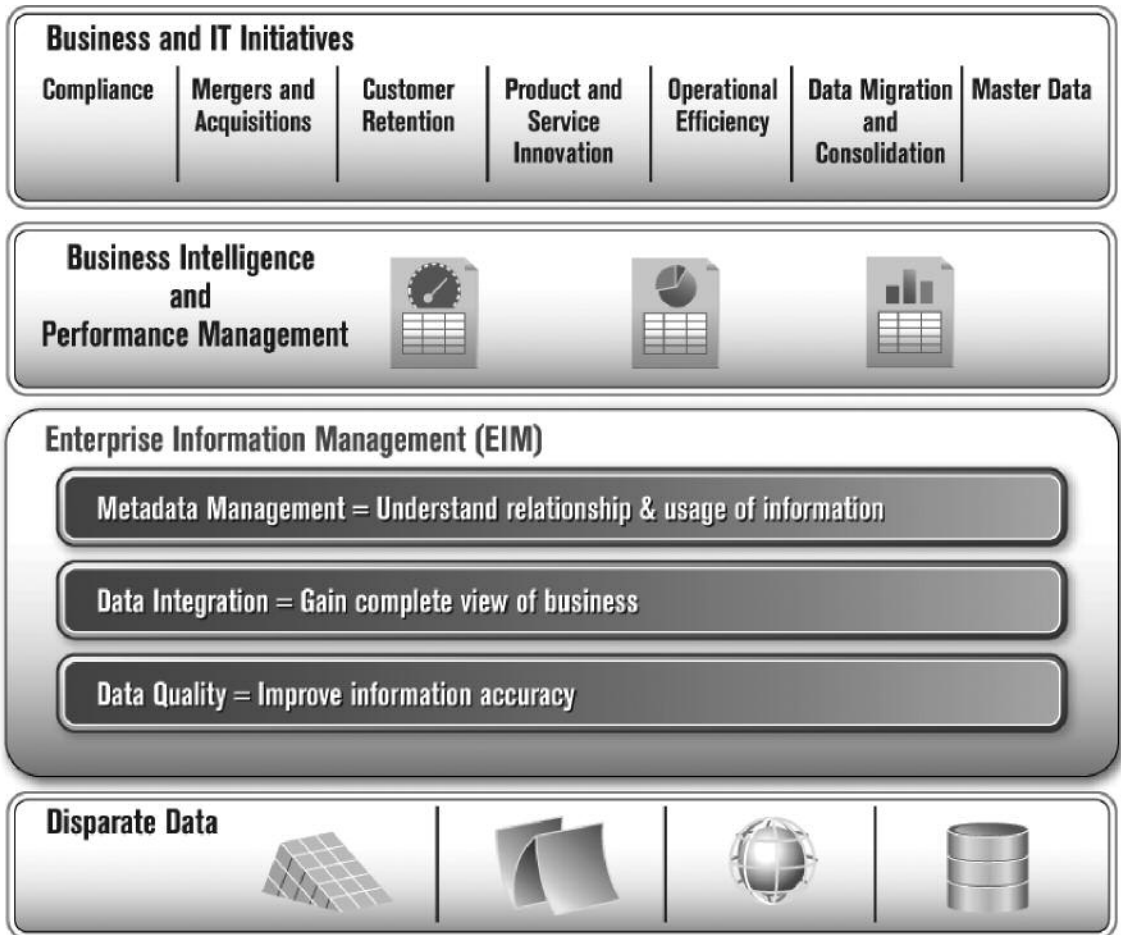 Business and IT Initiatives
Compliance
Mergers and
Acquisitions
Customer
Retention
Product and
Service
Innovation
Operational
Efficiency
Data Migration
and
Consolidation
Master Data
Business Intelligence
and
Performance Management
Enterprise Information Management (EIM)
Metadata Management = Understand relationship & usage of information
Data Integration = Gain complete view of business
Data Quality = Improve information accuracy
Disparate Data